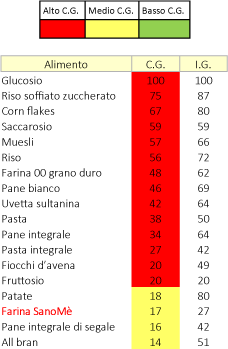 Alto C.G. Medio C.G. Basso C.G.
Alimento C.G. I.G.
Glucosio 100 100
Riso soffiato zuccherato 75 87
Corn flakes 67 80
Saccarosio 59 59
Muesli 57 66
Riso 56 72
Farina 00 grano duro 48 62
Pane bianco 46 69
Uvetta sultanina 42 64
Pasta 38 50
Pane integrale 34 64
Pasta integrale 27 42
Fiocchi d'avena 20 49
Fruttosio 20 20
Patate 18 80
Farina SanoMè 17 27
Pane integrale di segale 16 42
All bran 14 51